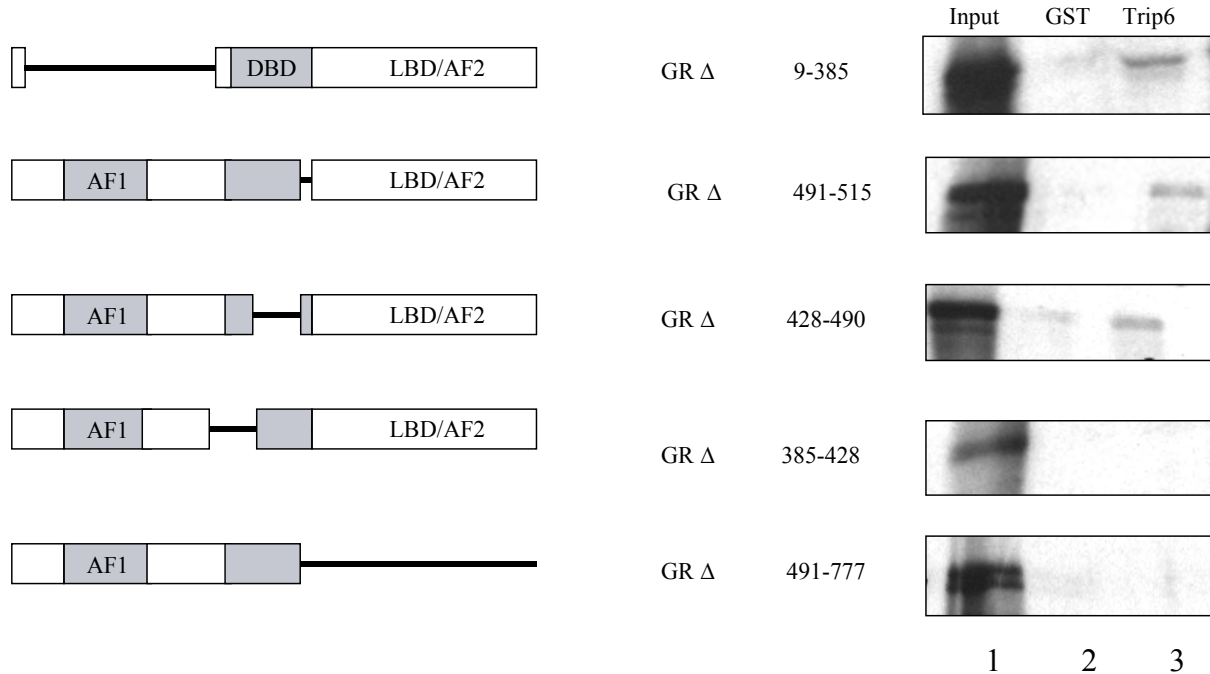 Input GST Trip6
DBD LBD/AF2 GR Δ 9-385
AF1 LBD/AF2 GR Δ 491-515
AF1 LBD/AF2 GR Δ 428-490
AF1 LBD/AF2 GR Δ 385-428
AF1 GR Δ 491-777
1 2 3